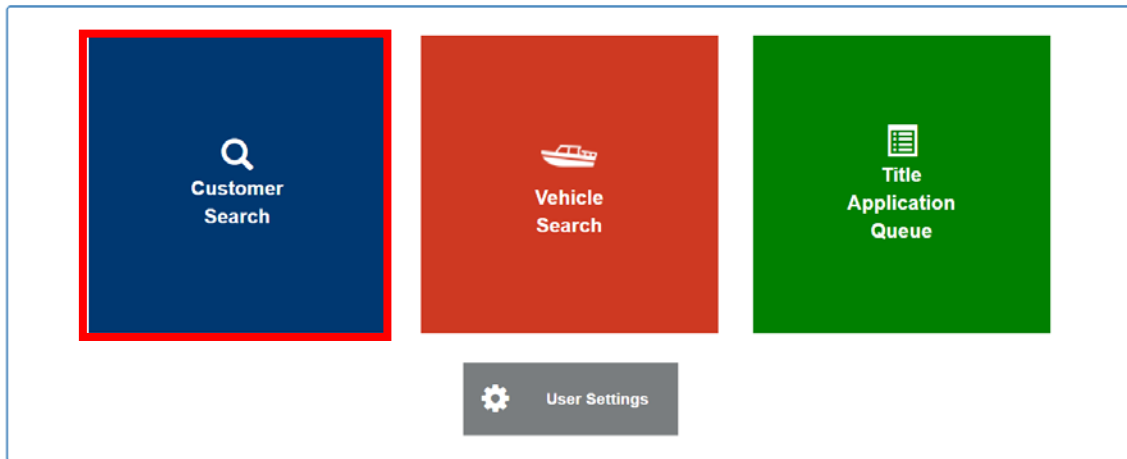 Customer
Search
Vehicle
Search
Title
Application
Queue
User Settings